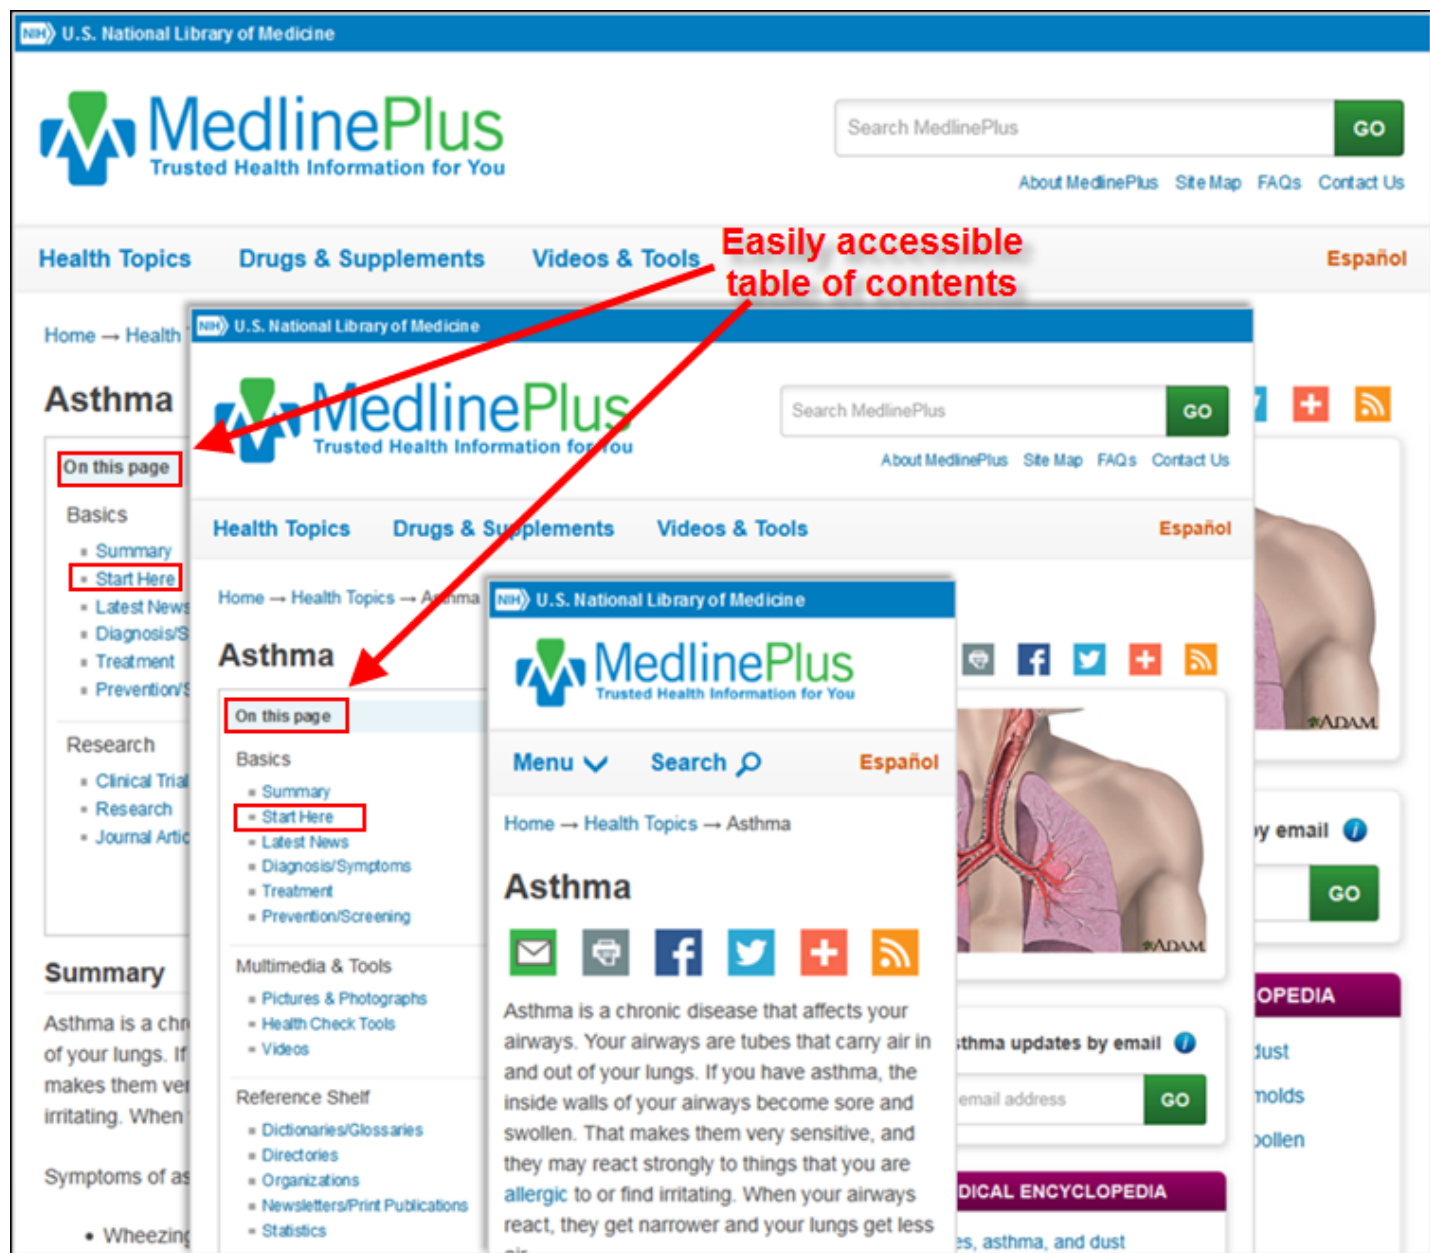 NIH U.S. National Library of Medicine
MedlinePlus
Trusted Health Information for You
Search MedlinePlus
GO
About MedlinePlus Site Map FAQs Contact Us
Health Topics Drugs & Supplements Videos & Tools
Español
Easily accessible
table of contents
Home → Health
Asthma
On this page
Basics
Summary
Start Here
Latest News
Diagnosis/S
Treatment
Prevention/S
Research
Clinical Trial
Research
Journal Artic
Summary
Asthma is a chr
of your lungs. If
makes them ver
irritating. When
Symptoms of as
• Wheezing
ADAM
by email
GO
LOPEDIA
dust
molds
pollen
NIH U.S. National Library of Medicine
MedlinePlus
Trusted Health Information for You
Search MedlinePlus
GO
About MedlinePlus Site Map FAQs Contact Us
Health Topics Drugs & Supplements Videos & Tools
Español
Home → Health Topics → Asthma
Asthma
On this page
Basics
Summary
Start Here
Latest News
Diagnosis/Symptoms
Treatment
Prevention/Screening
Multimedia & Tools
Pictures & Photographs
Health Check Tools
Videos
Reference Shelf
Dictionaries/Glossaries
Directories
Organizations
Newsletters/Print Publications
Statistics
ADAM
sthma updates by email
email address
GO
DICAL ENCYCLOPEDIA
es, asthma, and dust
NIH U.S. National Library of Medicine
MedlinePlus
Trusted Health Information for You
Menu Search
Español
Home → Health Topics → Asthma
Asthma
Asthma is a chronic disease that affects your
airways. Your airways are tubes that carry air in
and out of your lungs. If you have asthma, the
inside walls of your airways become sore and
swollen. That makes them very sensitive, and
they may react strongly to things that you are
allergic to or find irritating. When your airways
react, they get narrower and your lungs get less